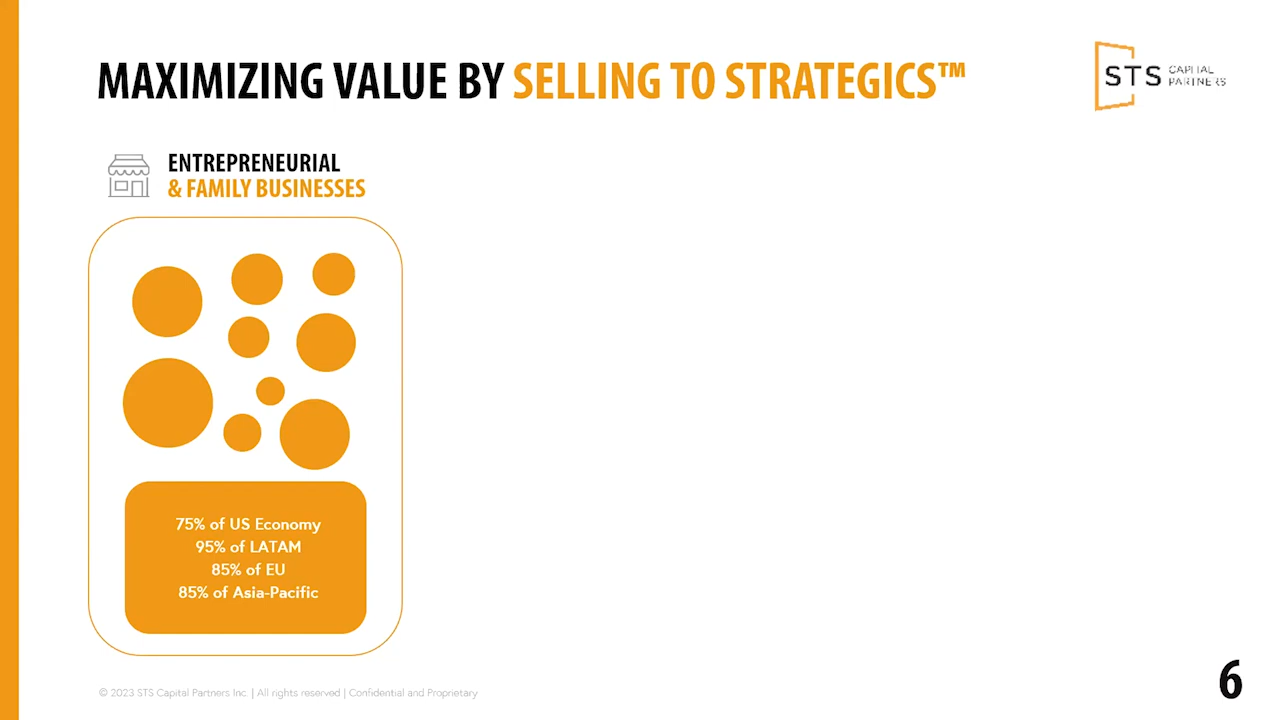 MAXIMIZING VALUE BY SELLING TO STRATEGICS™
STS CAPITAL
PARTNERS
ENTREPRENEURIAL
& FAMILY BUSINESSES
75% of US Economy
95% of LATAM
85% of EU
85% of Asia-Pacific
© 2023 STS Capital Partners Inc. | All rights reserved | Confidential and Proprietary
6